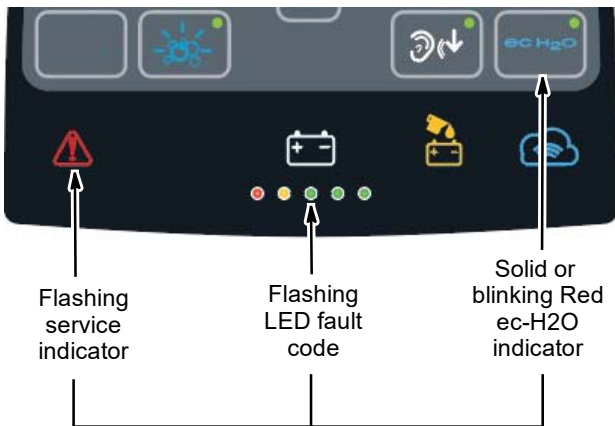 ec H2O
Flashing
service
indicator
Flashing
LED fault
code
Solid or
blinking Red
ec-H2O
indicator